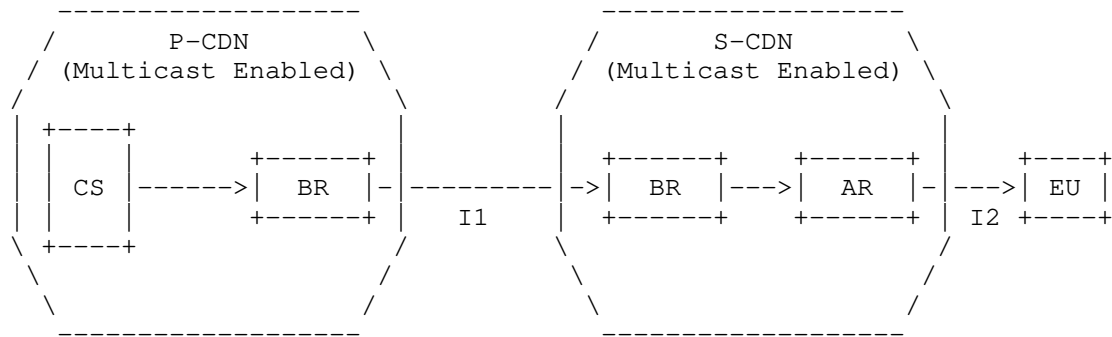 P-CDN S-CDN
(Multicast Enabled) (Multicast Enabled)
CS BR BR AR EU
I1 I2